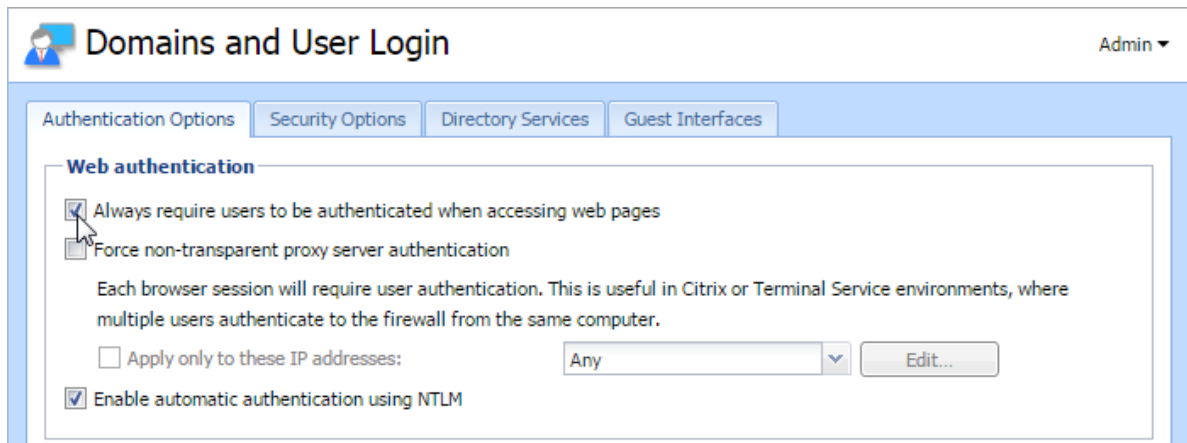 Domains and User Login
Admin
Authentication Options
Security Options
Directory Services
Guest Interfaces
Web authentication
Always require users to be authenticated when accessing web pages
Force non-transparent proxy server authentication
Each browser session will require user authentication. This is useful in Citrix or Terminal Service environments, where
multiple users authenticate to the firewall from the same computer.
Apply only to these IP addresses:
Any
Edit...
Enable automatic authentication using NTLM